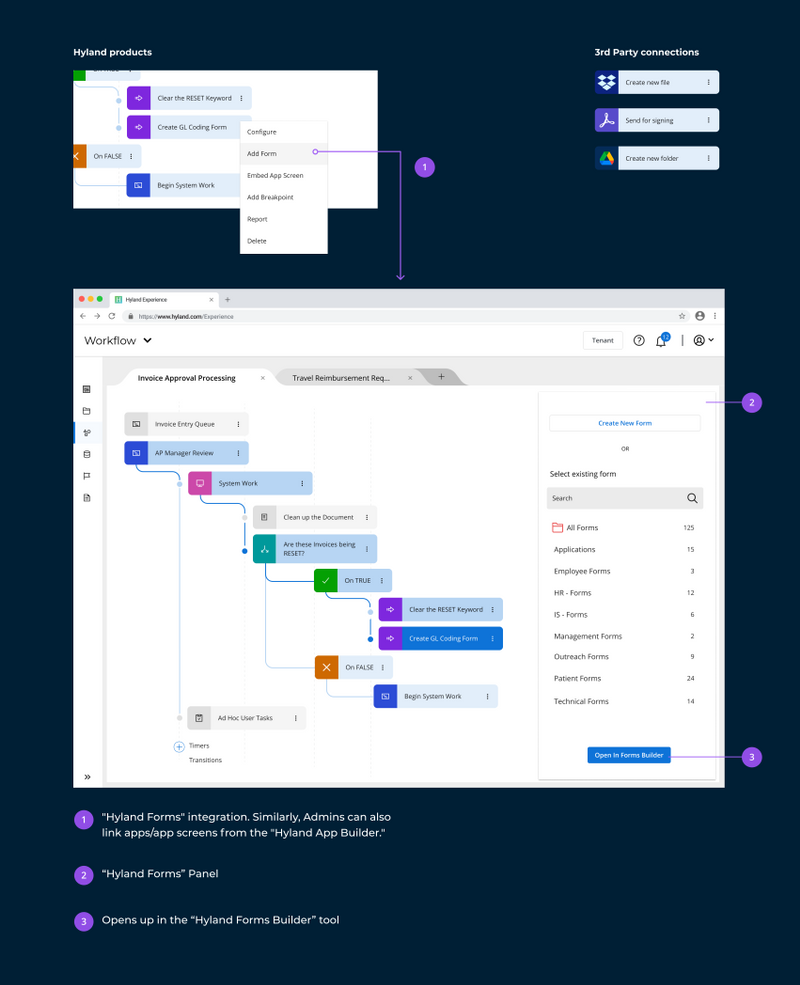 Hyland products
3rd Party connections
On TRUE
Clear the RESET Keyword
Create GL Coding Form
On FALSE
Begin System Work
Configure
Add Form
Embed App Screen
Add Breakpoint
Report
Delete
1
Create new file
Send for signing
Create new folder
Hyland Experience
https://www.hyland.com/Experience
Workflow
Tenant
12
Invoice Approval Processing
Travel Reimbursement Req...
Invoice Entry Queue
AP Manager Review
System Work
Clean up the Document
Are these Invoices being
RESET?
On TRUE
Clear the RESET Keyword
Create GL Coding Form
On FALSE
Begin System Work
Ad Hoc User Tasks
Timers
Transitions
2
Create New Form
OR
Select existing form
Search
All Forms 125
Applications 15
Employee Forms 3
HR - Forms 12
IS - Forms 6
Management Forms 2
Outreach Forms 9
Patient Forms 24
Technical Forms 14
Open In Forms Builder
3
1 "Hyland Forms" integration. Similarly, Admins can also
link apps/app screens from the "Hyland App Builder."
2 “Hyland Forms” Panel
3 Opens up in the “Hyland Forms Builder” tool